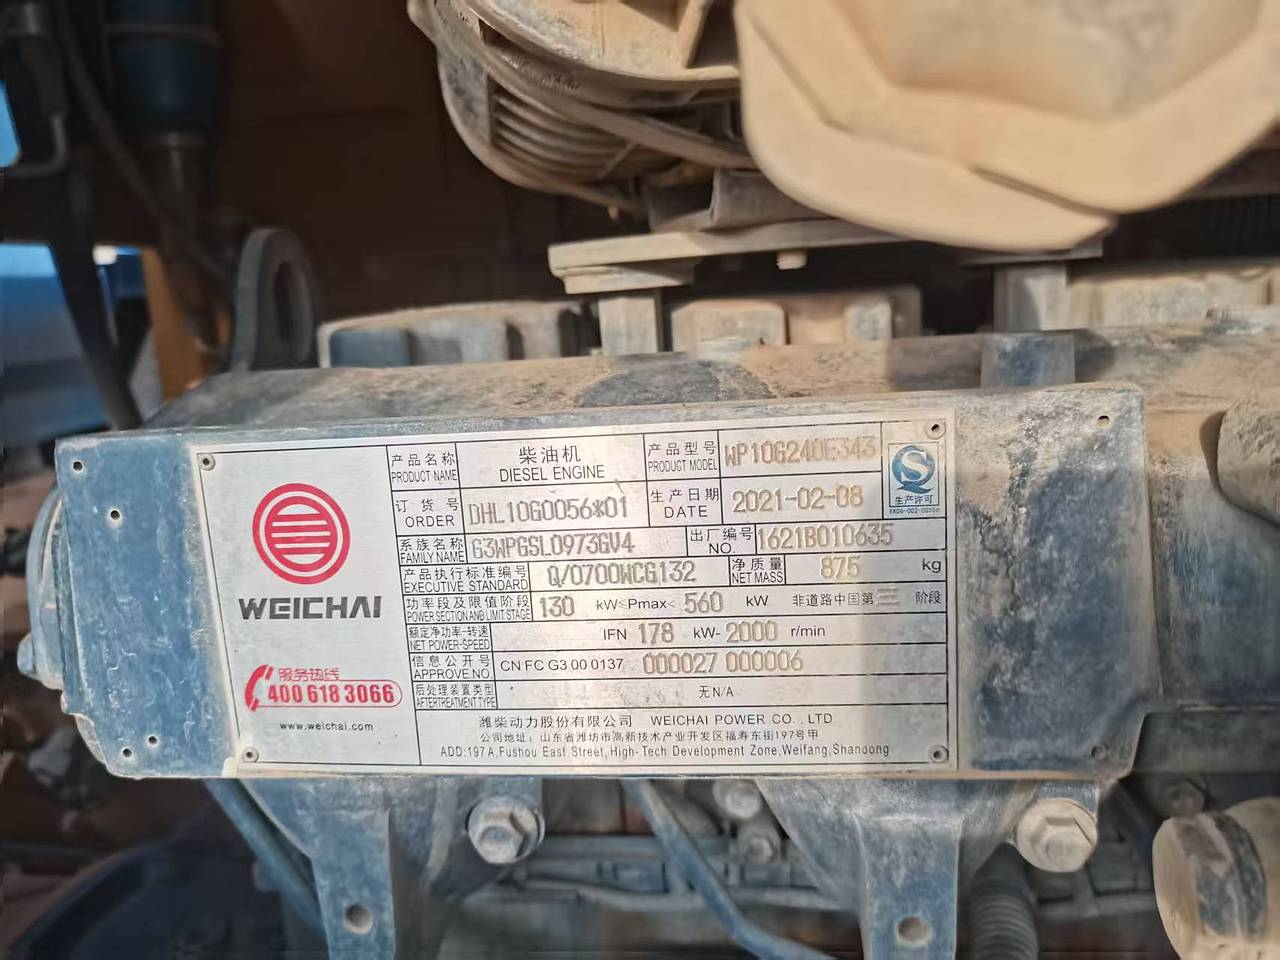 WEICHAI
服务热线
400 618 3066
www.weichai.com
产品名称 柴油机 产品型号 WP10G240E343
PRODUCT NAME DIESEL ENGINE PRODUCT MODEL
订货号 DHL10G0056*01 生产日期 2021-02-08
ORDER DATE
生产许可
系族名称 G3WPGSL0973GV4 出厂编号 1621B010635
FAMILY NAME NO.
产品执行标准编号 Q/0700WCG132 净质量 875 kg
EXECUTIVE STANDARD NET MASS
功率段及限值阶段 130 kW≤Pmax< 560 kW 非道路中国第三阶段
POWER SECTION AND LIMIT STAGE
额定净功率-转速 IFN 178 kW- 2000 r/min
NET POWER-SPEED
信息公开号 CN FC G3 00 0137 000027 000006
APPROVE NO.
后处理装置类型 无N/A
AFTERTREATMENT TYPE
潍柴动力股份有限公司 WEICHAI POWER CO., LTD
公司地址: 山东省潍坊市高新技术产业开发区福寿东街197号甲
ADD:197 A,Fushou East Street, High-Tech Development Zone,Weifang,Shanoong